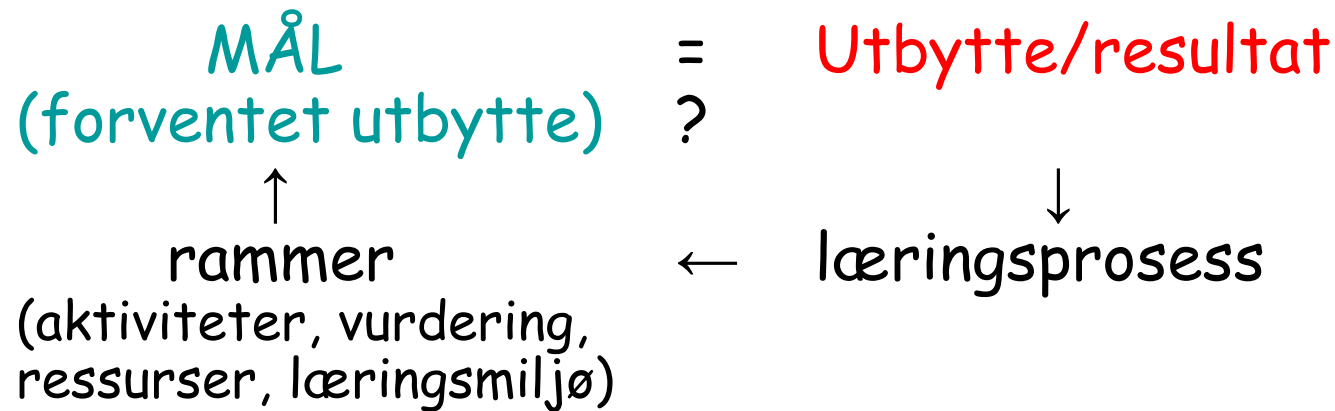 MÅL = Utbytte/resultat
(forventet utbytte) ?
↑ ↓
rammer ← læringsprosess
(aktiviteter, vurdering,
ressurser, læringsmiljø)